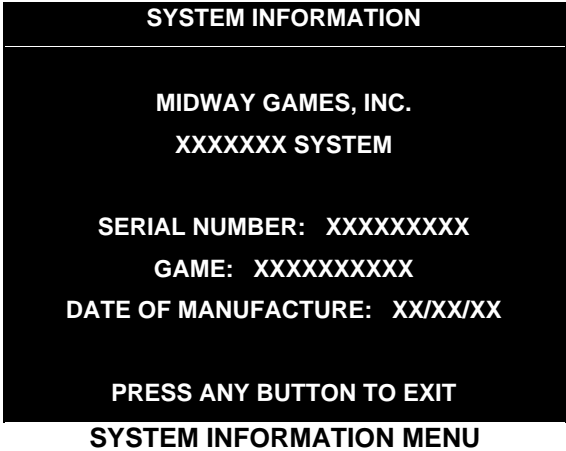 SYSTEM INFORMATION
MIDWAY GAMES, INC.
XXXXXXX SYSTEM
SERIAL NUMBER: XXXXXXXXX
GAME: XXXXXXXXXX
DATE OF MANUFACTURE: XX/XX/XX
PRESS ANY BUTTON TO EXIT
SYSTEM INFORMATION MENU